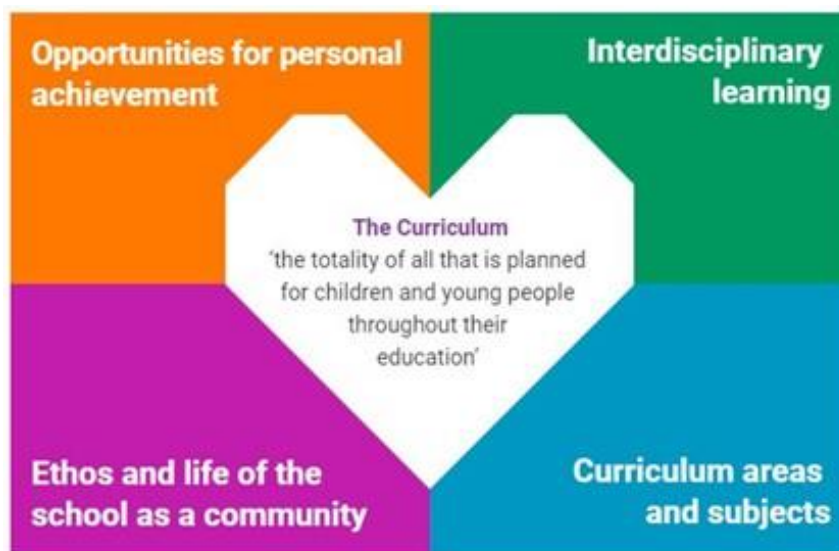 Opportunities for personal
achievement
Interdisciplinary
learning
The Curriculum
‘the totality of all that is planned
for children and young people
throughout their
education’
Ethos and life of the
school as a community
Curriculum areas
and subjects